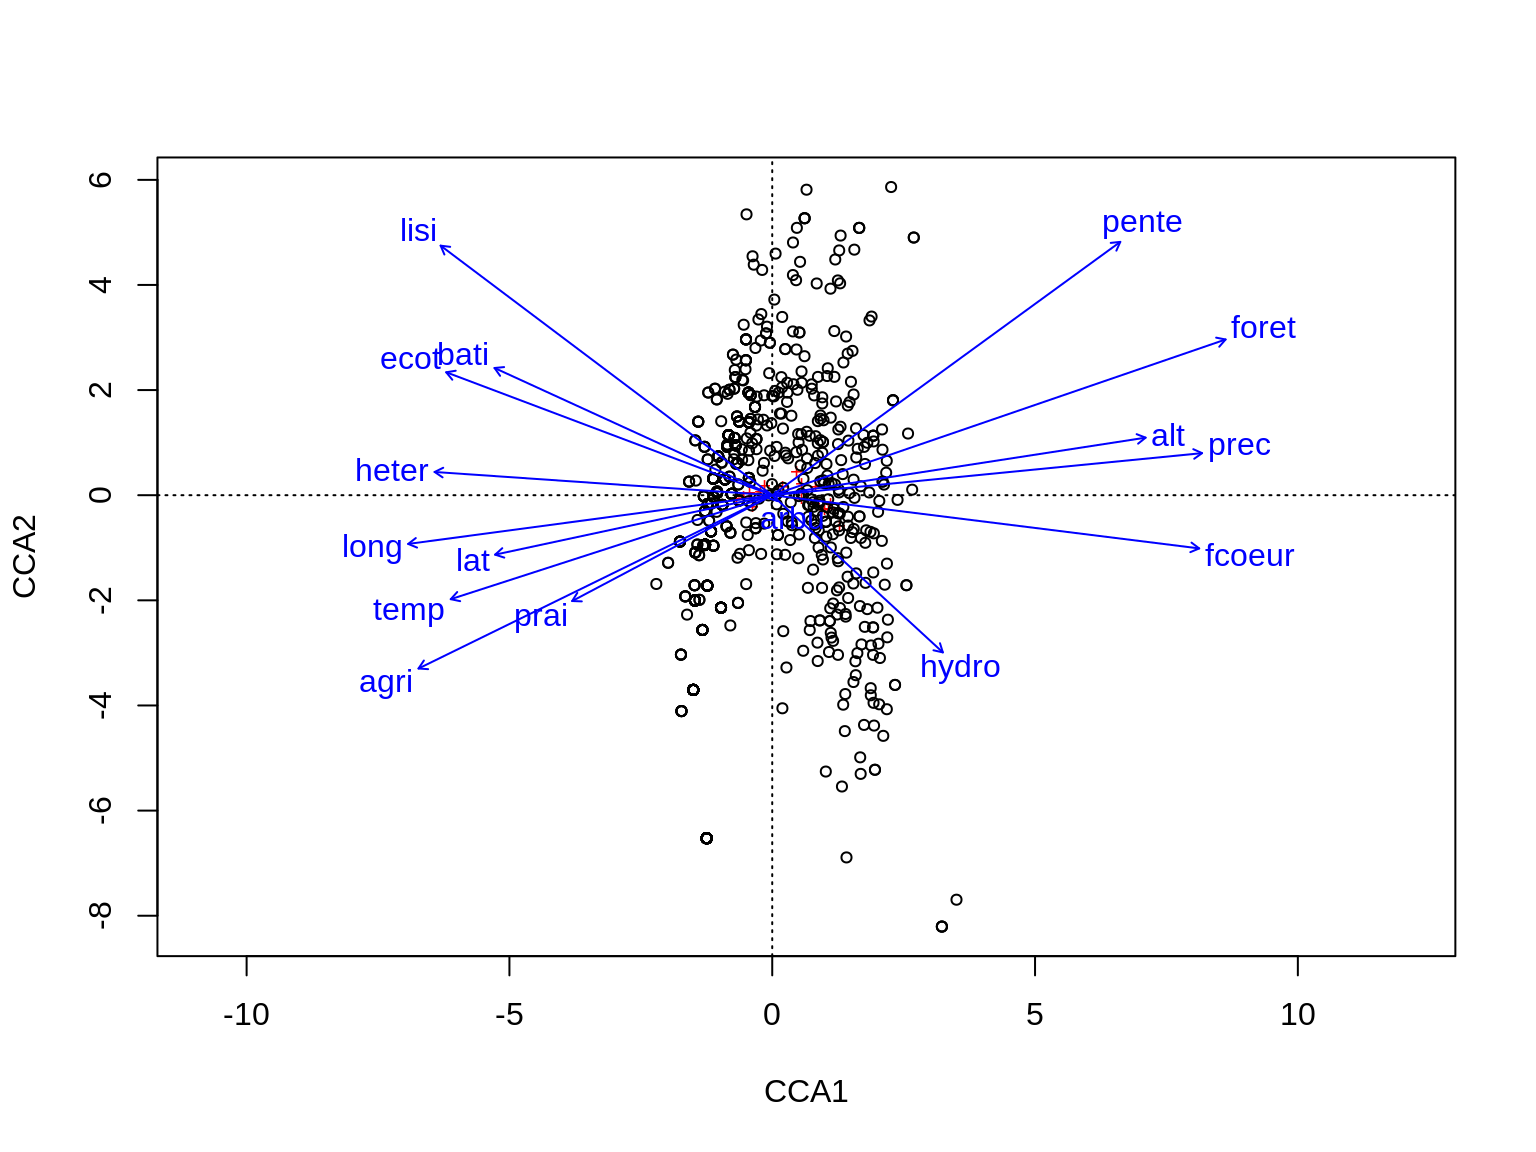 6
4
2
0
-2
-4
-6
-8
CCA2
lisi
pente
foret
ecot
bati
alt
prec
heter
long
lat
fcoeur
temp
prai
hydro
agri
-10 -5 0 5 10
CCA1